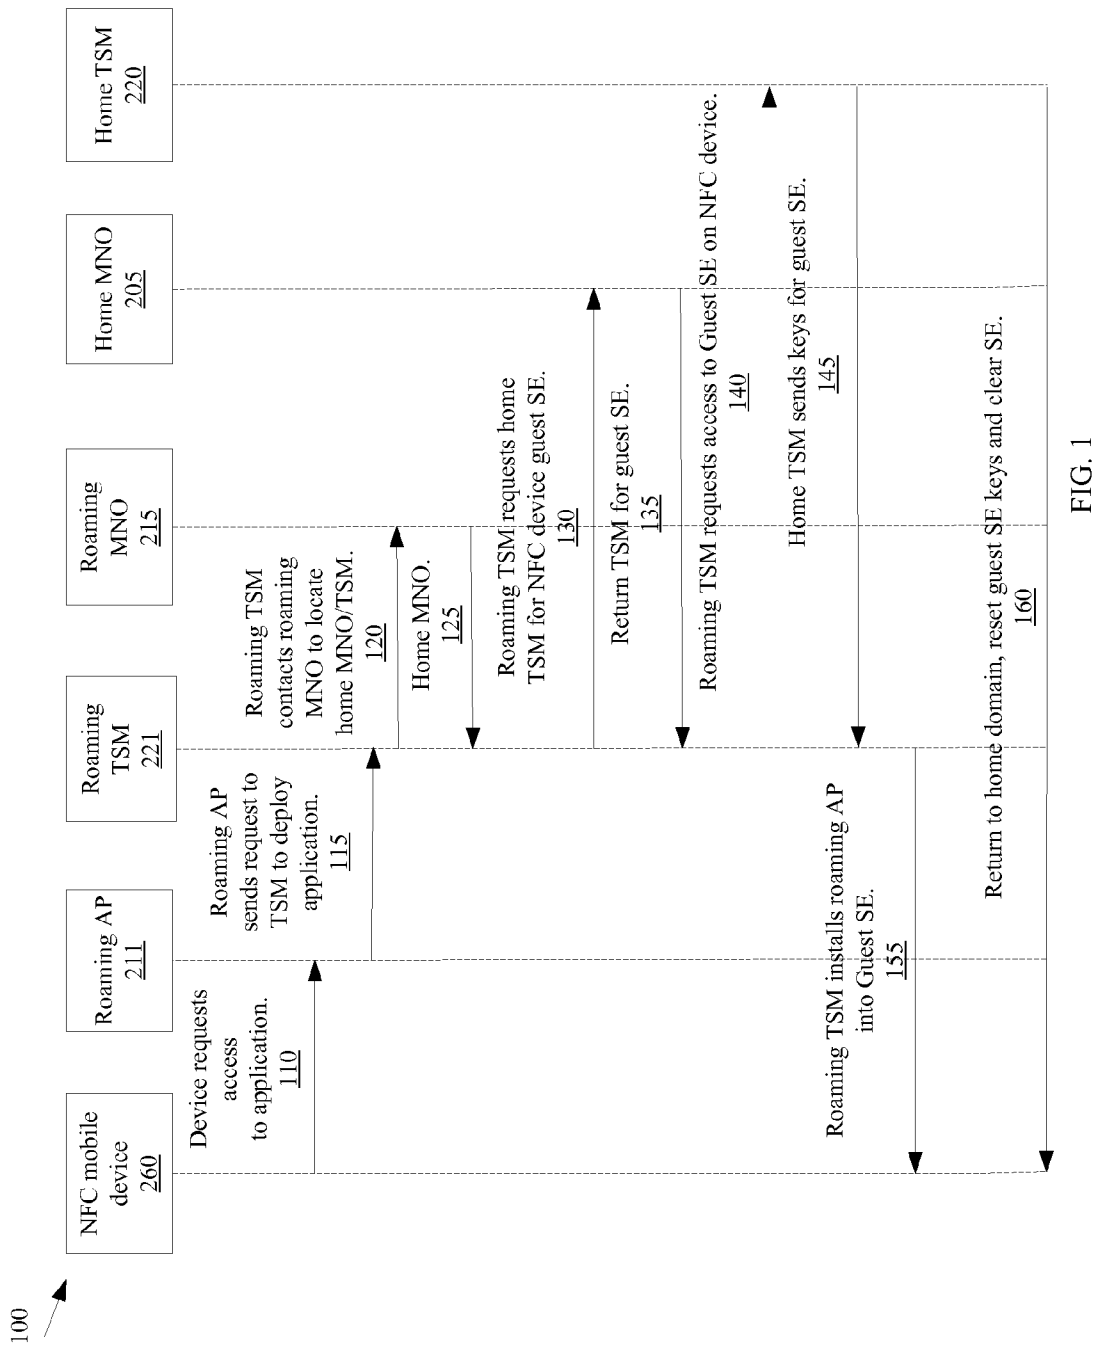 100
NFC mobile
device
260
Roaming AP
211
Roaming
TSM
221
Roaming
MNO
215
Home MNO
205
Home TSM
220
Device requests
access
to application.
110
Roaming AP
sends request to
TSM to deploy
application.
115
Roaming TSM
contacts roaming
MNO to locate
home MNO/TSM.
120
Home MNO.
125
Roaming TSM requests home
TSM for NFC device guest SE.
130
Return TSM for guest SE.
135
Roaming TSM requests access to Guest SE on NFC device.
140
Home TSM sends keys for guest SE.
145
Roaming TSM installs roaming AP
into Guest SE.
155
Return to home domain, reset guest SE keys and clear SE.
160
FIG. 1